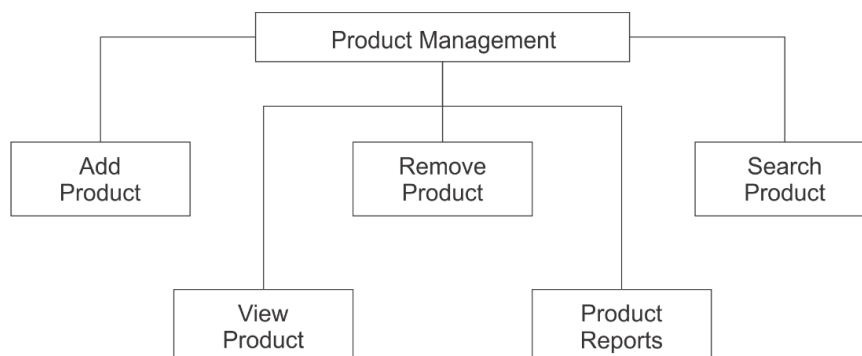 Product Management
Add
Product
Remove
Product
Search
Product
View
Product
Product
Reports